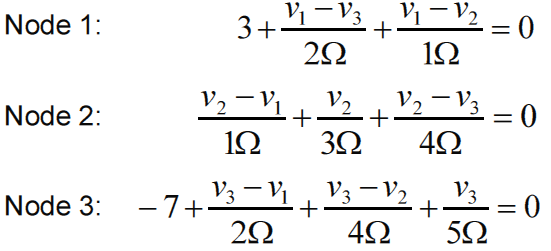 Node 1: 3 + (v₁ − v₃)/2Ω + (v₁ − v₂)/1Ω = 0
Node 2: (v₂ − v₁)/1Ω + v₂/3Ω + (v₂ − v₃)/4Ω = 0
Node 3: − 7 + (v₃ − v₁)/2Ω + (v₃ − v₂)/4Ω + v₃/5Ω = 0